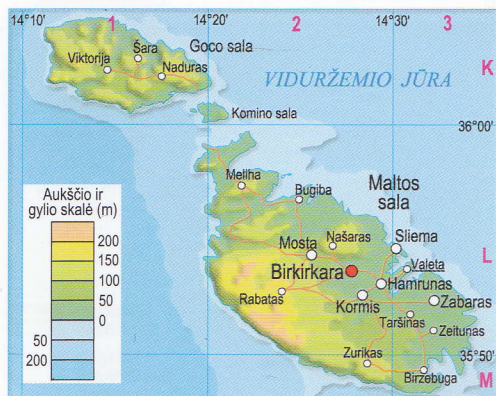 14°10'
1
14°20'
2
14°30'
3
Šara
Goco sala
Viktorija
Naduras
K
VIDURŽEMIO JŪRA
Komino sala
36°00'
Meliha
Aukščio ir
gylio skalė (m)
Bugiba
Maltos
sala
200
150
100
50
0
50
200
Našaras
Sliema
Mosta
L
Birkirkara
Valeta
Hamrunas
Rabatas
Kormis
Zabaras
Taršinas
Zeitunas
35°50'
Zurikas
Birzebuga
M